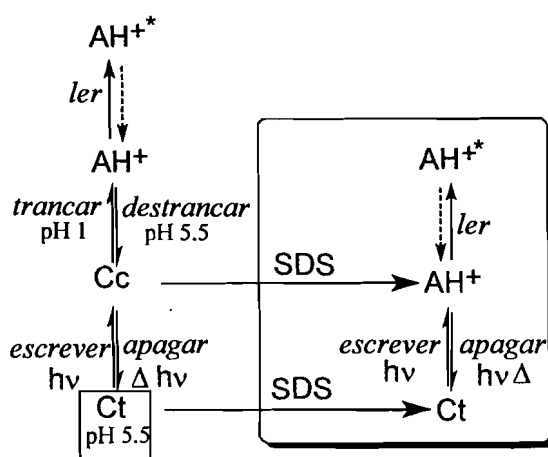 AH+*
ler
AH+
trancar destrancar
pH 1 pH 5.5
Cc
escrever apagar
hν Δ hν
Ct
pH 5.5
SDS
SDS
AH+*
ler
AH+
escrever apagar
hν hν Δ
Ct